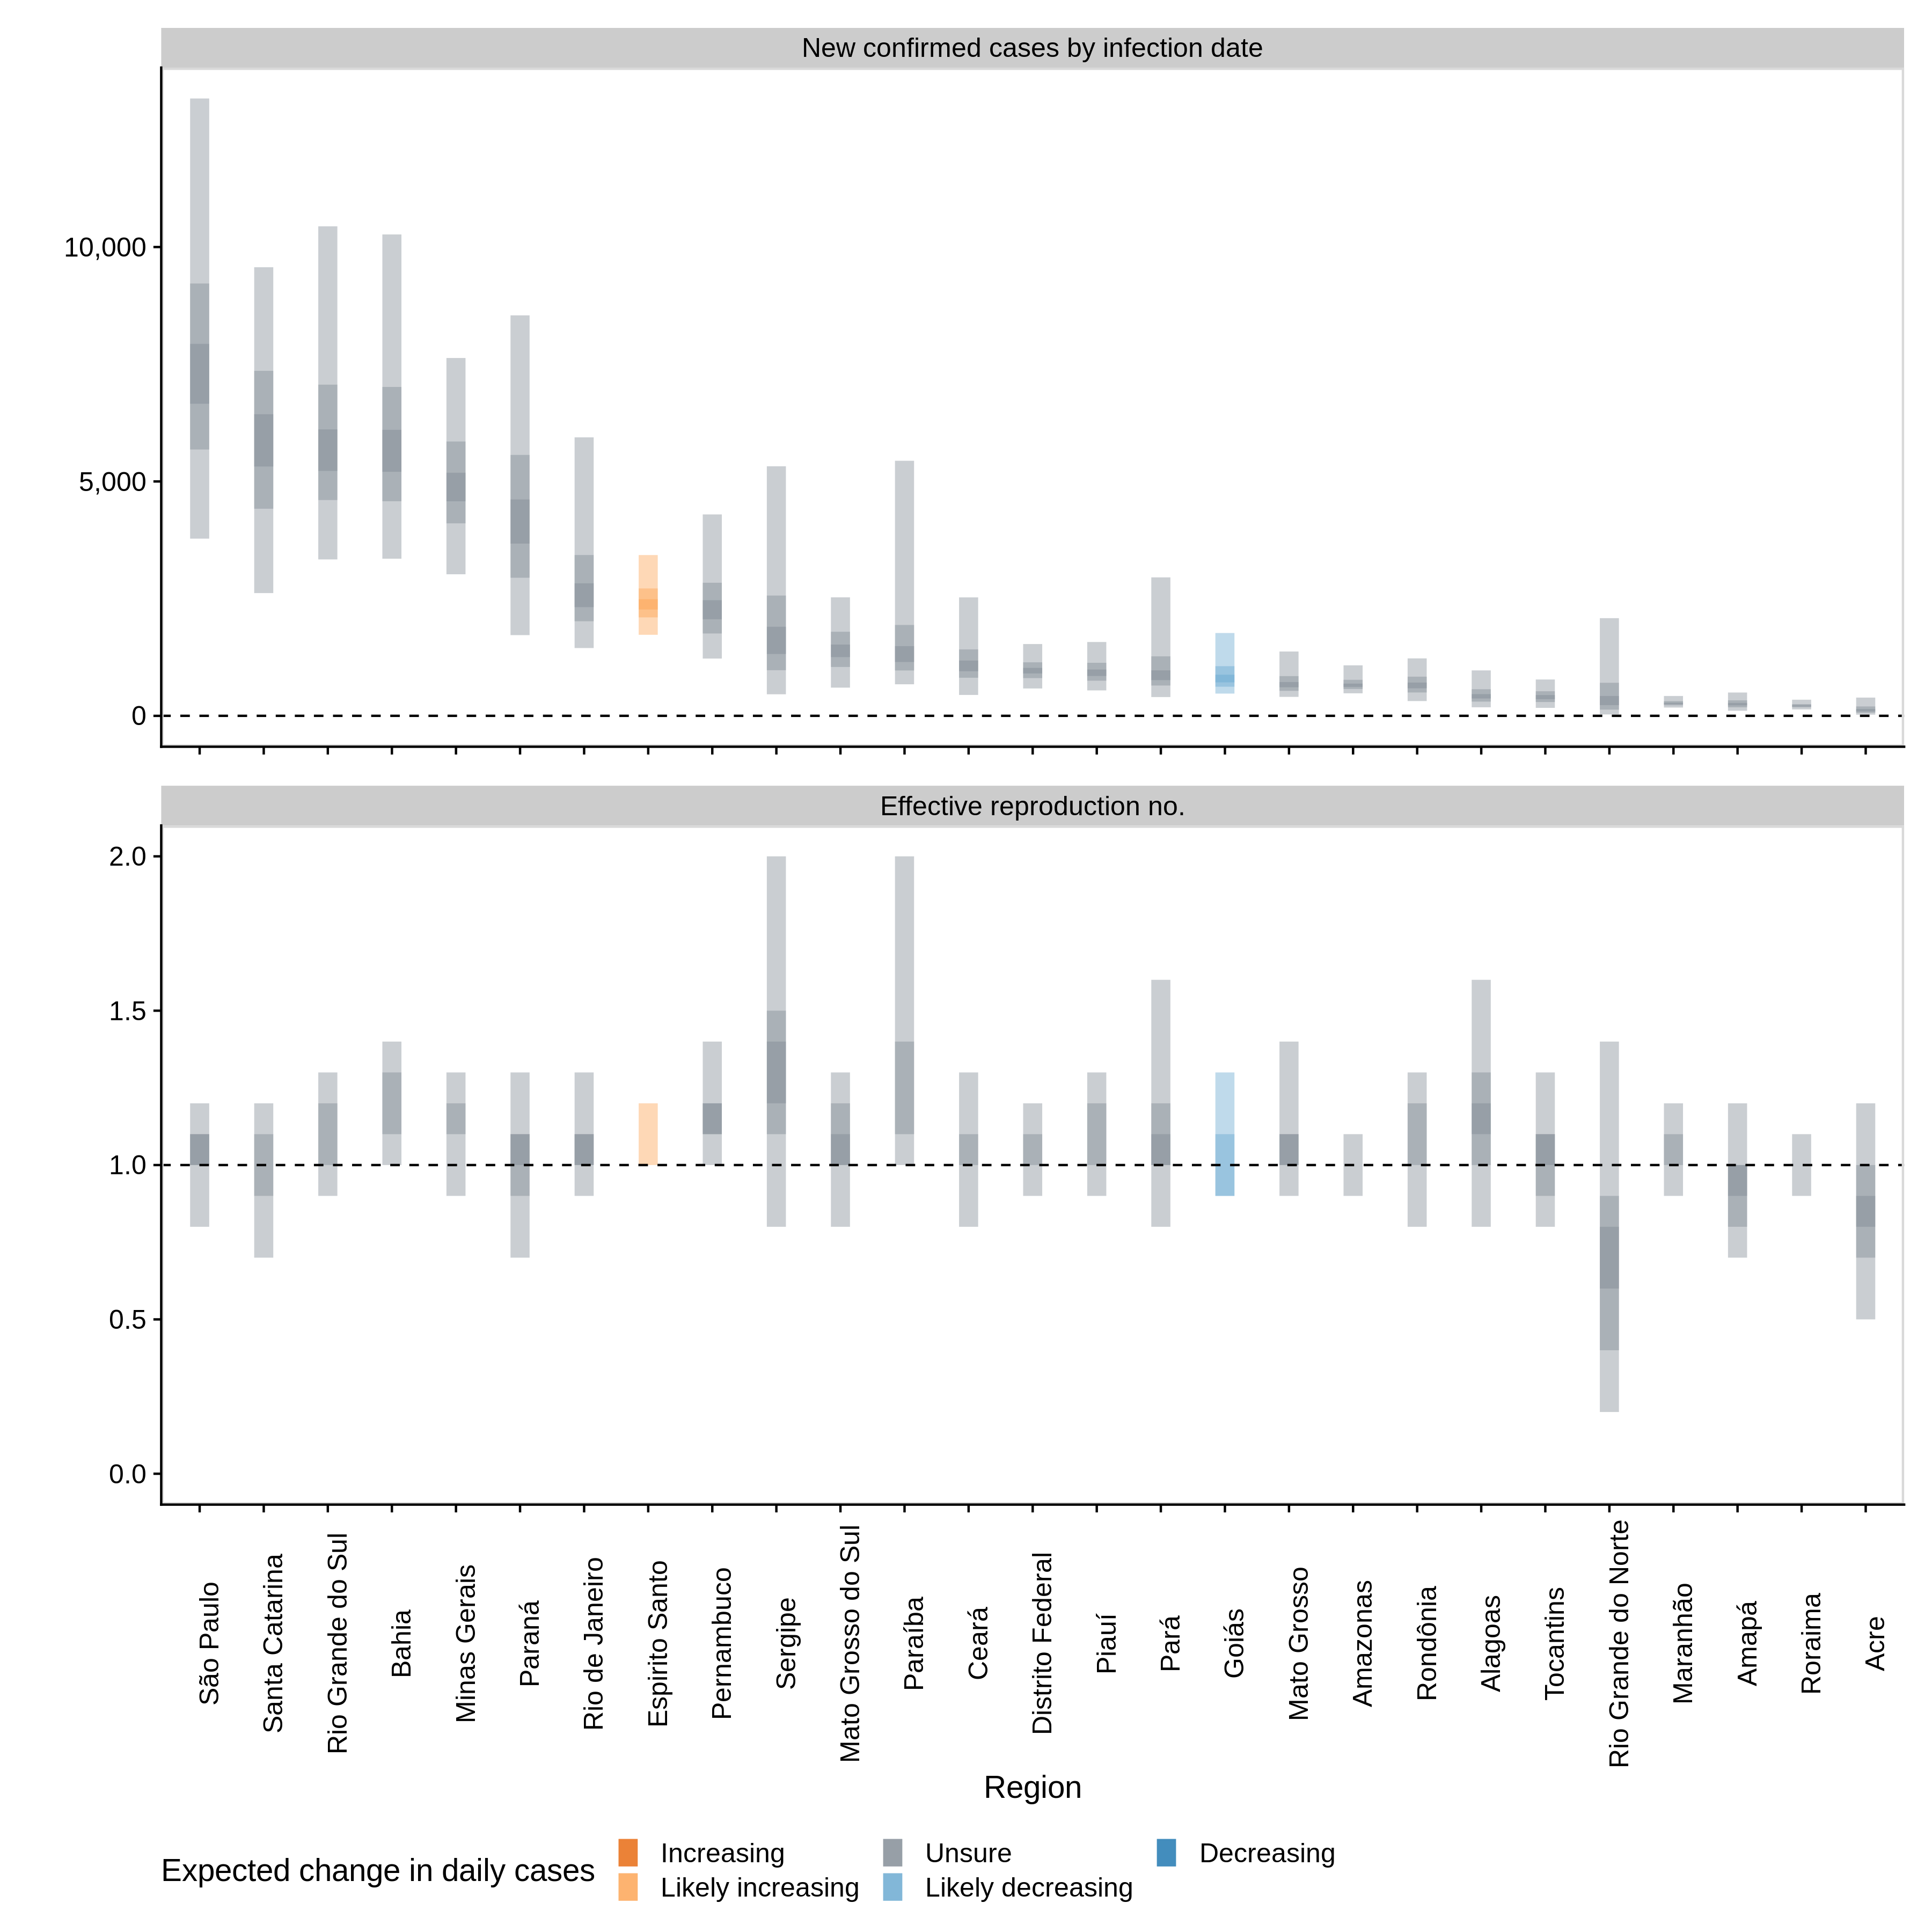 New confirmed cases by infection date
10,000
5,000
0
Effective reproduction no.
2.0
1.5
1.0
0.5
0.0
São Paulo
Santa Catarina
Rio Grande do Sul
Bahia
Minas Gerais
Paraná
Rio de Janeiro
Espirito Santo
Pernambuco
Sergipe
Mato Grosso do Sul
Paraíba
Ceará
Distrito Federal
Piauí
Pará
Goiás
Mato Grosso
Amazonas
Rondônia
Alagoas
Tocantins
Rio Grande do Norte
Maranhão
Amapá
Roraima
Acre
Region
Expected change in daily cases
Increasing
Likely increasing
Unsure
Likely decreasing
Decreasing